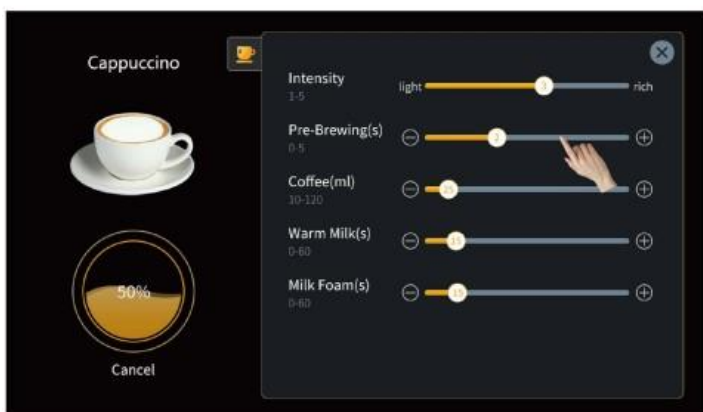 Cappuccino
50%
Cancel
Intensity
1-5
light
3
rich
Pre-Brewing(s)
0-5
2
Coffee(ml)
10-120
25
Warm Milk(s)
0-60
15
Milk Foam(s)
0-60
15